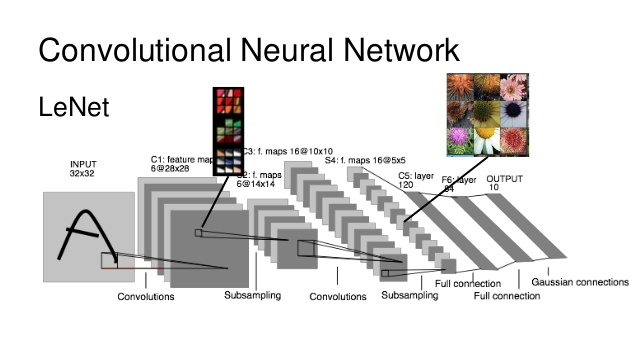 Convolutional Neural Network
LeNet
INPUT
32x32
C1: feature map
6@28x28
C3: f. maps 16@10x10
S2: f. maps
6@14x14
S4: f. maps 16@5x5
C5: layer
120
F6: layer
84
OUTPUT
10
A
Convolutions
Subsampling
Convolutions
Subsampling
Full connection
Full connection
Gaussian connections